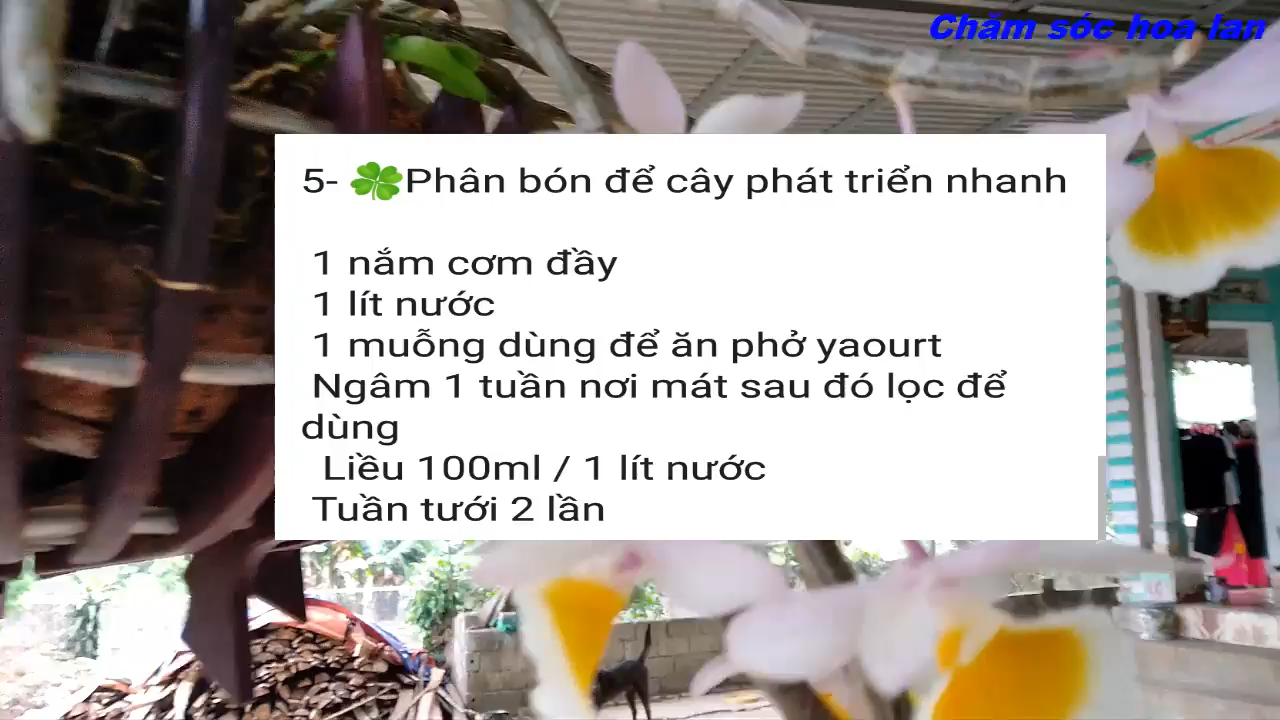 Chăm sóc hoa lan
5- 🍀Phân bón để cây phát triển nhanh
1 nắm cơm đầy
1 lít nước
1 muỗng dùng để ăn phở yaourt
Ngâm 1 tuần nơi mát sau đó lọc để
dùng
Liều 100ml / 1 lít nước
Tuần tưới 2 lần